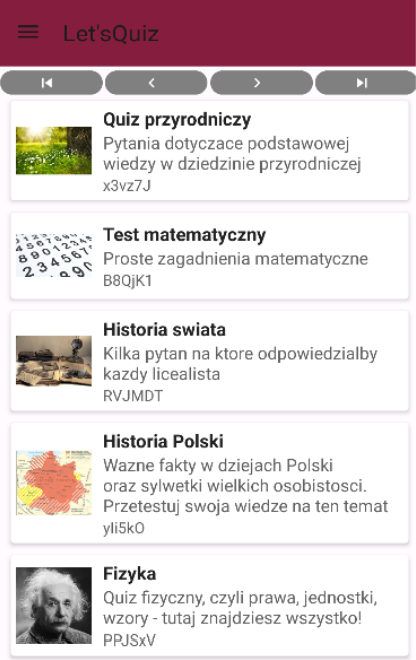 Let'sQuiz
Quiz przyrodniczy
Pytania dotyczace podstawowej
wiedzy w dziedzinie przyrodniczej
x3vz7J
Test matematyczny
Proste zagadnienia matematyczne
B8QjK1
Historia swiata
Kilka pytan na ktore odpowiedzialby
kazdy licealista
RVJMDT
Historia Polski
Wazne fakty w dziejach Polski
oraz sylwetki wielkich osobistosci.
Przetestuj swoja wiedze na ten temat
yli5kO
Fizyka
Quiz fizyczny, czyli prawa, jednostki,
wzory - tutaj znajdziesz wszystko!
PPJSxV